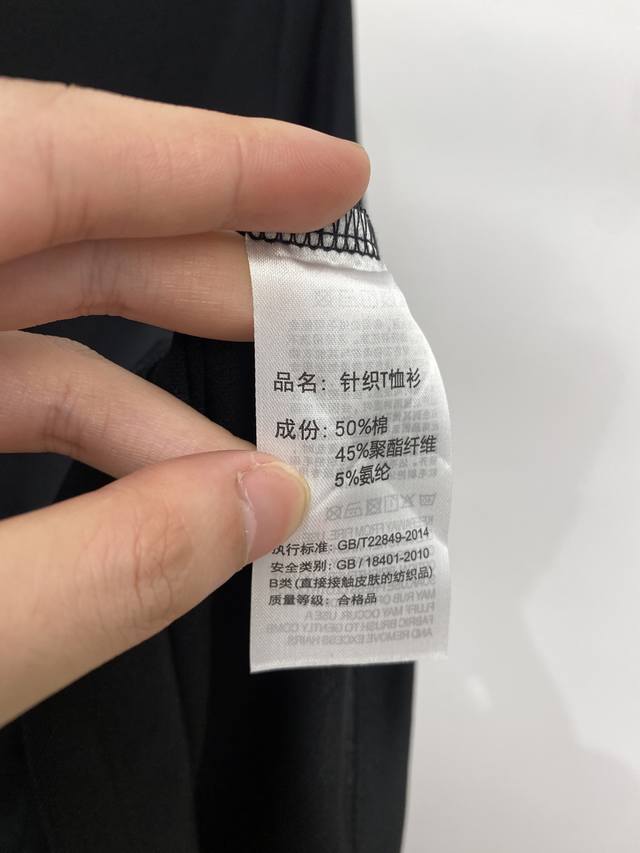 品名：针织T恤衫
成份：50%棉
45%聚酯纤维
5%氨纶
执行标准：GB/T22849-2014
安全类别：GB/18401-2010
B类(直接接触皮肤的纺织品)
质量等级：合格品